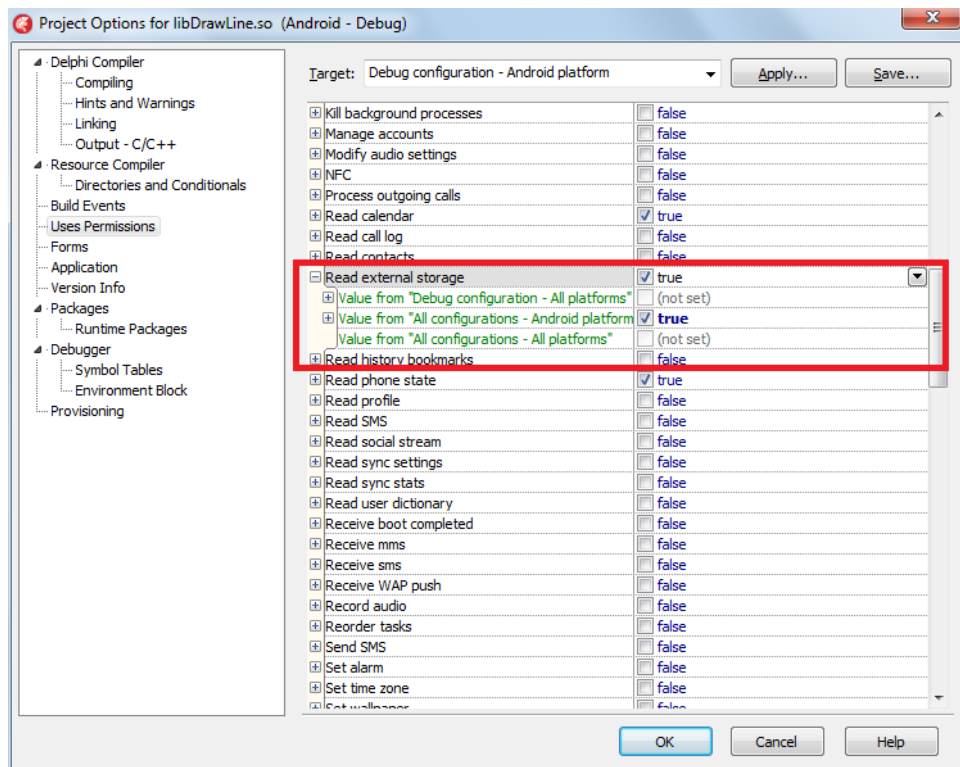 Project Options for libDrawLine.so (Android - Debug)
Delphi Compiler
Compiling
Hints and Warnings
Linking
Output - C/C++
Resource Compiler
Directories and Conditionals
Build Events
Uses Permissions
Forms
Application
Version Info
Packages
Runtime Packages
Debugger
Symbol Tables
Environment Block
Provisioning
Target: Debug configuration - Android platform Apply... Save...
Kill background processes false
Manage accounts false
Modify audio settings false
NFC false
Process outgoing calls false
Read calendar true
Read call log false
Read contacts false
Read external storage true
Value from "Debug configuration - All platforms" (not set)
Value from "All configurations - Android platform true
Value from "All configurations - All platforms" (not set)
Read history bookmarks false
Read phone state true
Read profile false
Read SMS false
Read social stream false
Read sync settings false
Read sync stats false
Read user dictionary false
Receive boot completed false
Receive mms false
Receive sms false
Receive WAP push false
Record audio false
Reorder tasks false
Send SMS false
Set alarm false
Set time zone false
Set wallpaper false
OK Cancel Help